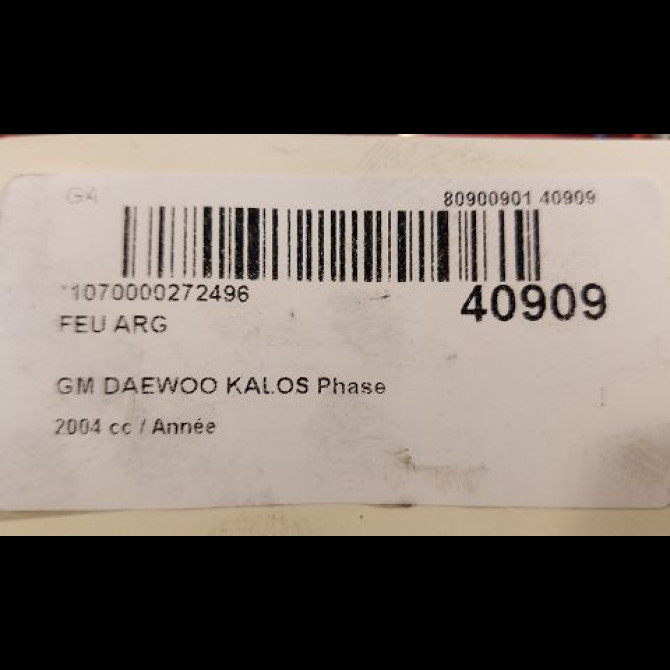 GA 80900901 40909
*1070000272496 40909
FEU ARG
GM DAEWOO KALOS Phase
2004 cc / Année